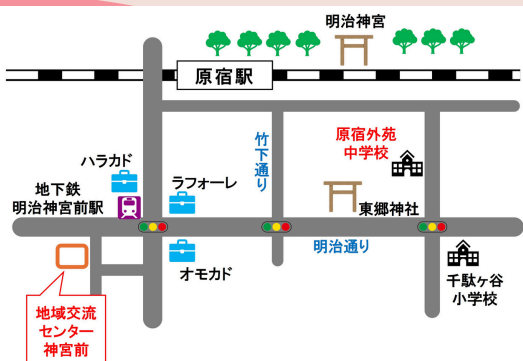 明治神宮
原宿駅
竹下通り
原宿外苑
中学校
ハラカド
地下鉄
明治神宮前駅
ラフォーレ
東郷神社
明治通り
オモカド
千駄ヶ谷
小学校
地域交流
センター
神宮前